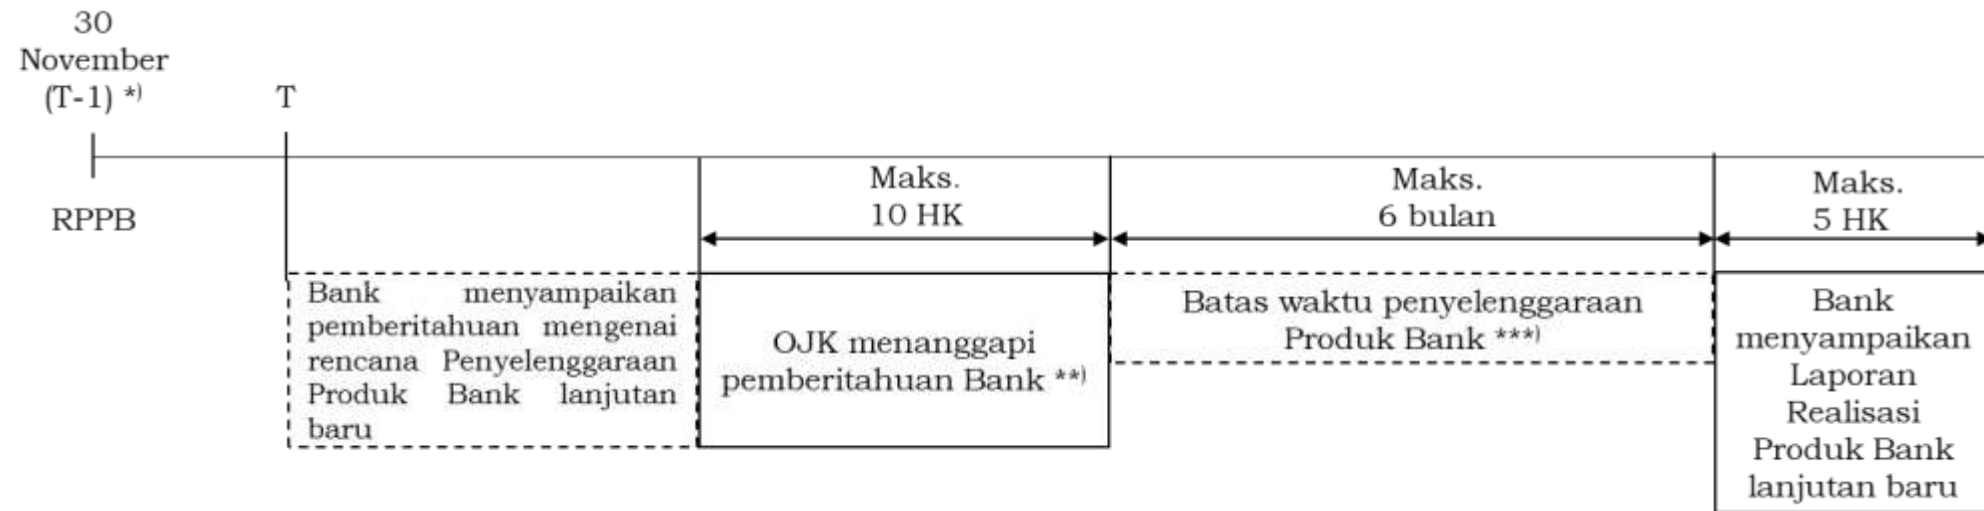 30
November
(T-1) *)
T
RPPB
Maks.
10 HK
Maks.
6 bulan
Maks.
5 HK
Bank menyampaikan
pemberitahuan mengenai
rencana Penyelenggaraan
Produk Bank lanjutan
baru
OJK menanggapi
pemberitahuan Bank **)
Batas waktu penyelenggaraan
Produk Bank ***)
Bank
menyampaikan
Laporan
Realisasi
Produk Bank
lanjutan baru